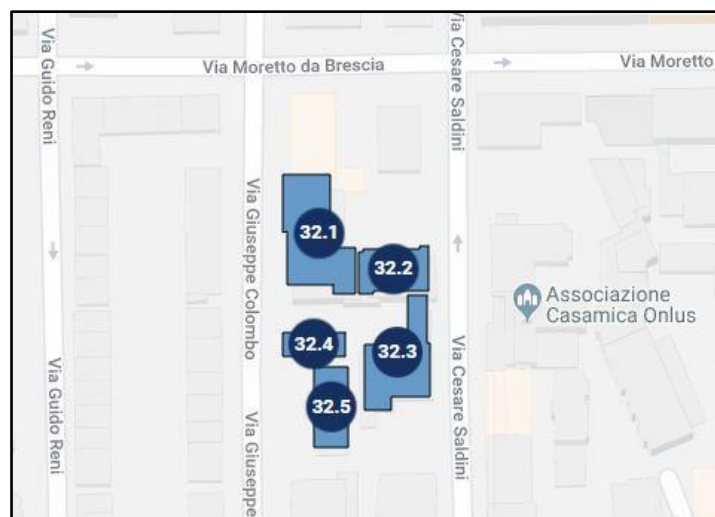 Via Guido Reni
Via Moretto da Brescia
Via Cesare Saldini
Via Moretto
Via Giuseppe Colombo
32.1
32.2
Associazione
Casamica Onlus
32.4
32.3
Via Guido Reni
32.5
Via Giuseppe
Via Cesare Saldini